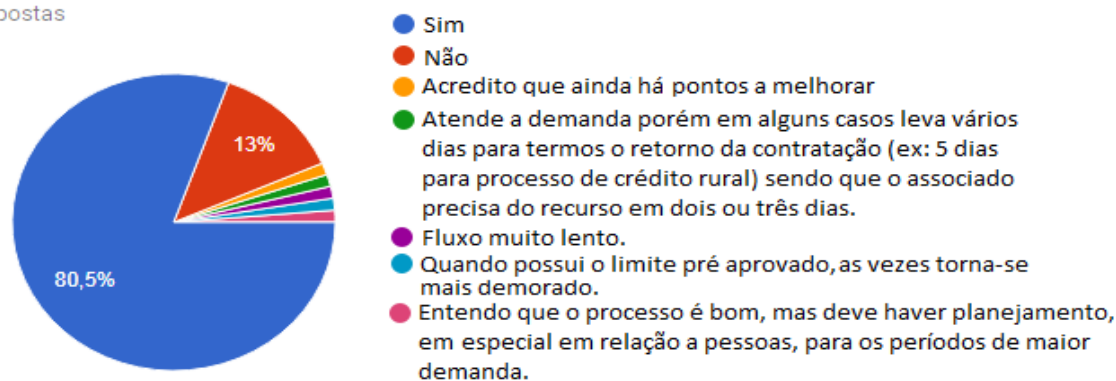 postas
Sim
Não
Acredito que ainda há pontos a melhorar
Atende a demanda porém em alguns casos leva vários
dias para termos o retorno da contratação (ex: 5 dias
para processo de crédito rural) sendo que o associado
precisa do recurso em dois ou três dias.
Fluxo muito lento.
Quando possui o limite pré aprovado,as vezes torna-se
mais demorado.
Entendo que o processo é bom, mas deve haver planejamento,
em especial em relação a pessoas, para os períodos de maior
demanda.
13%
80,5%